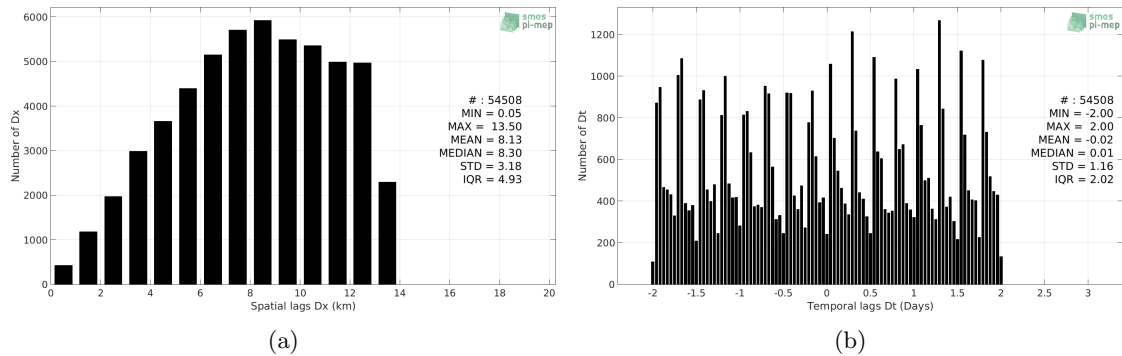 smos
pi-mep
# : 54508
MIN = 0.05
MAX = 13.50
MEAN = 8.13
MEDIAN = 8.30
STD = 3.18
IQR = 4.93
Number of Dx
6000
5000
4000
3000
2000
1000
0
0 2 4 6 8 10 12 14 16 18 20
Spatial lags Dx (km)
(a)
smos
pi-mep
# : 54508
MIN = -2.00
MAX = 2.00
MEAN = -0.02
MEDIAN = 0.01
STD = 1.16
IQR = 2.02
Number of Dt
1200
1000
800
600
400
200
0
-2 -1.5 -1 -0.5 0 0.5 1 1.5 2 2.5 3
Temporal lags Dt (Days)
(b)